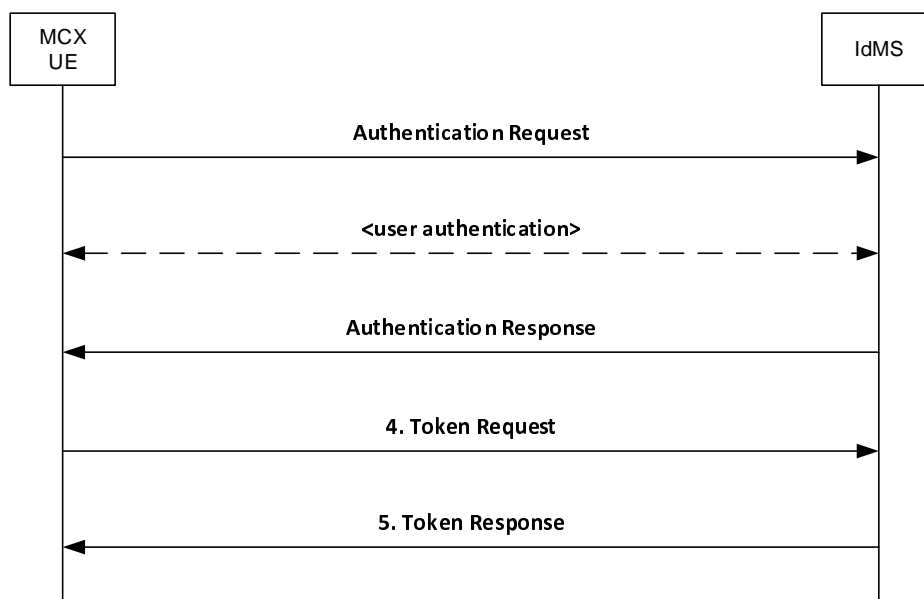 MCX
UE
IdMS
Authentication Request
<user authentication>
Authentication Response
4. Token Request
5. Token Response